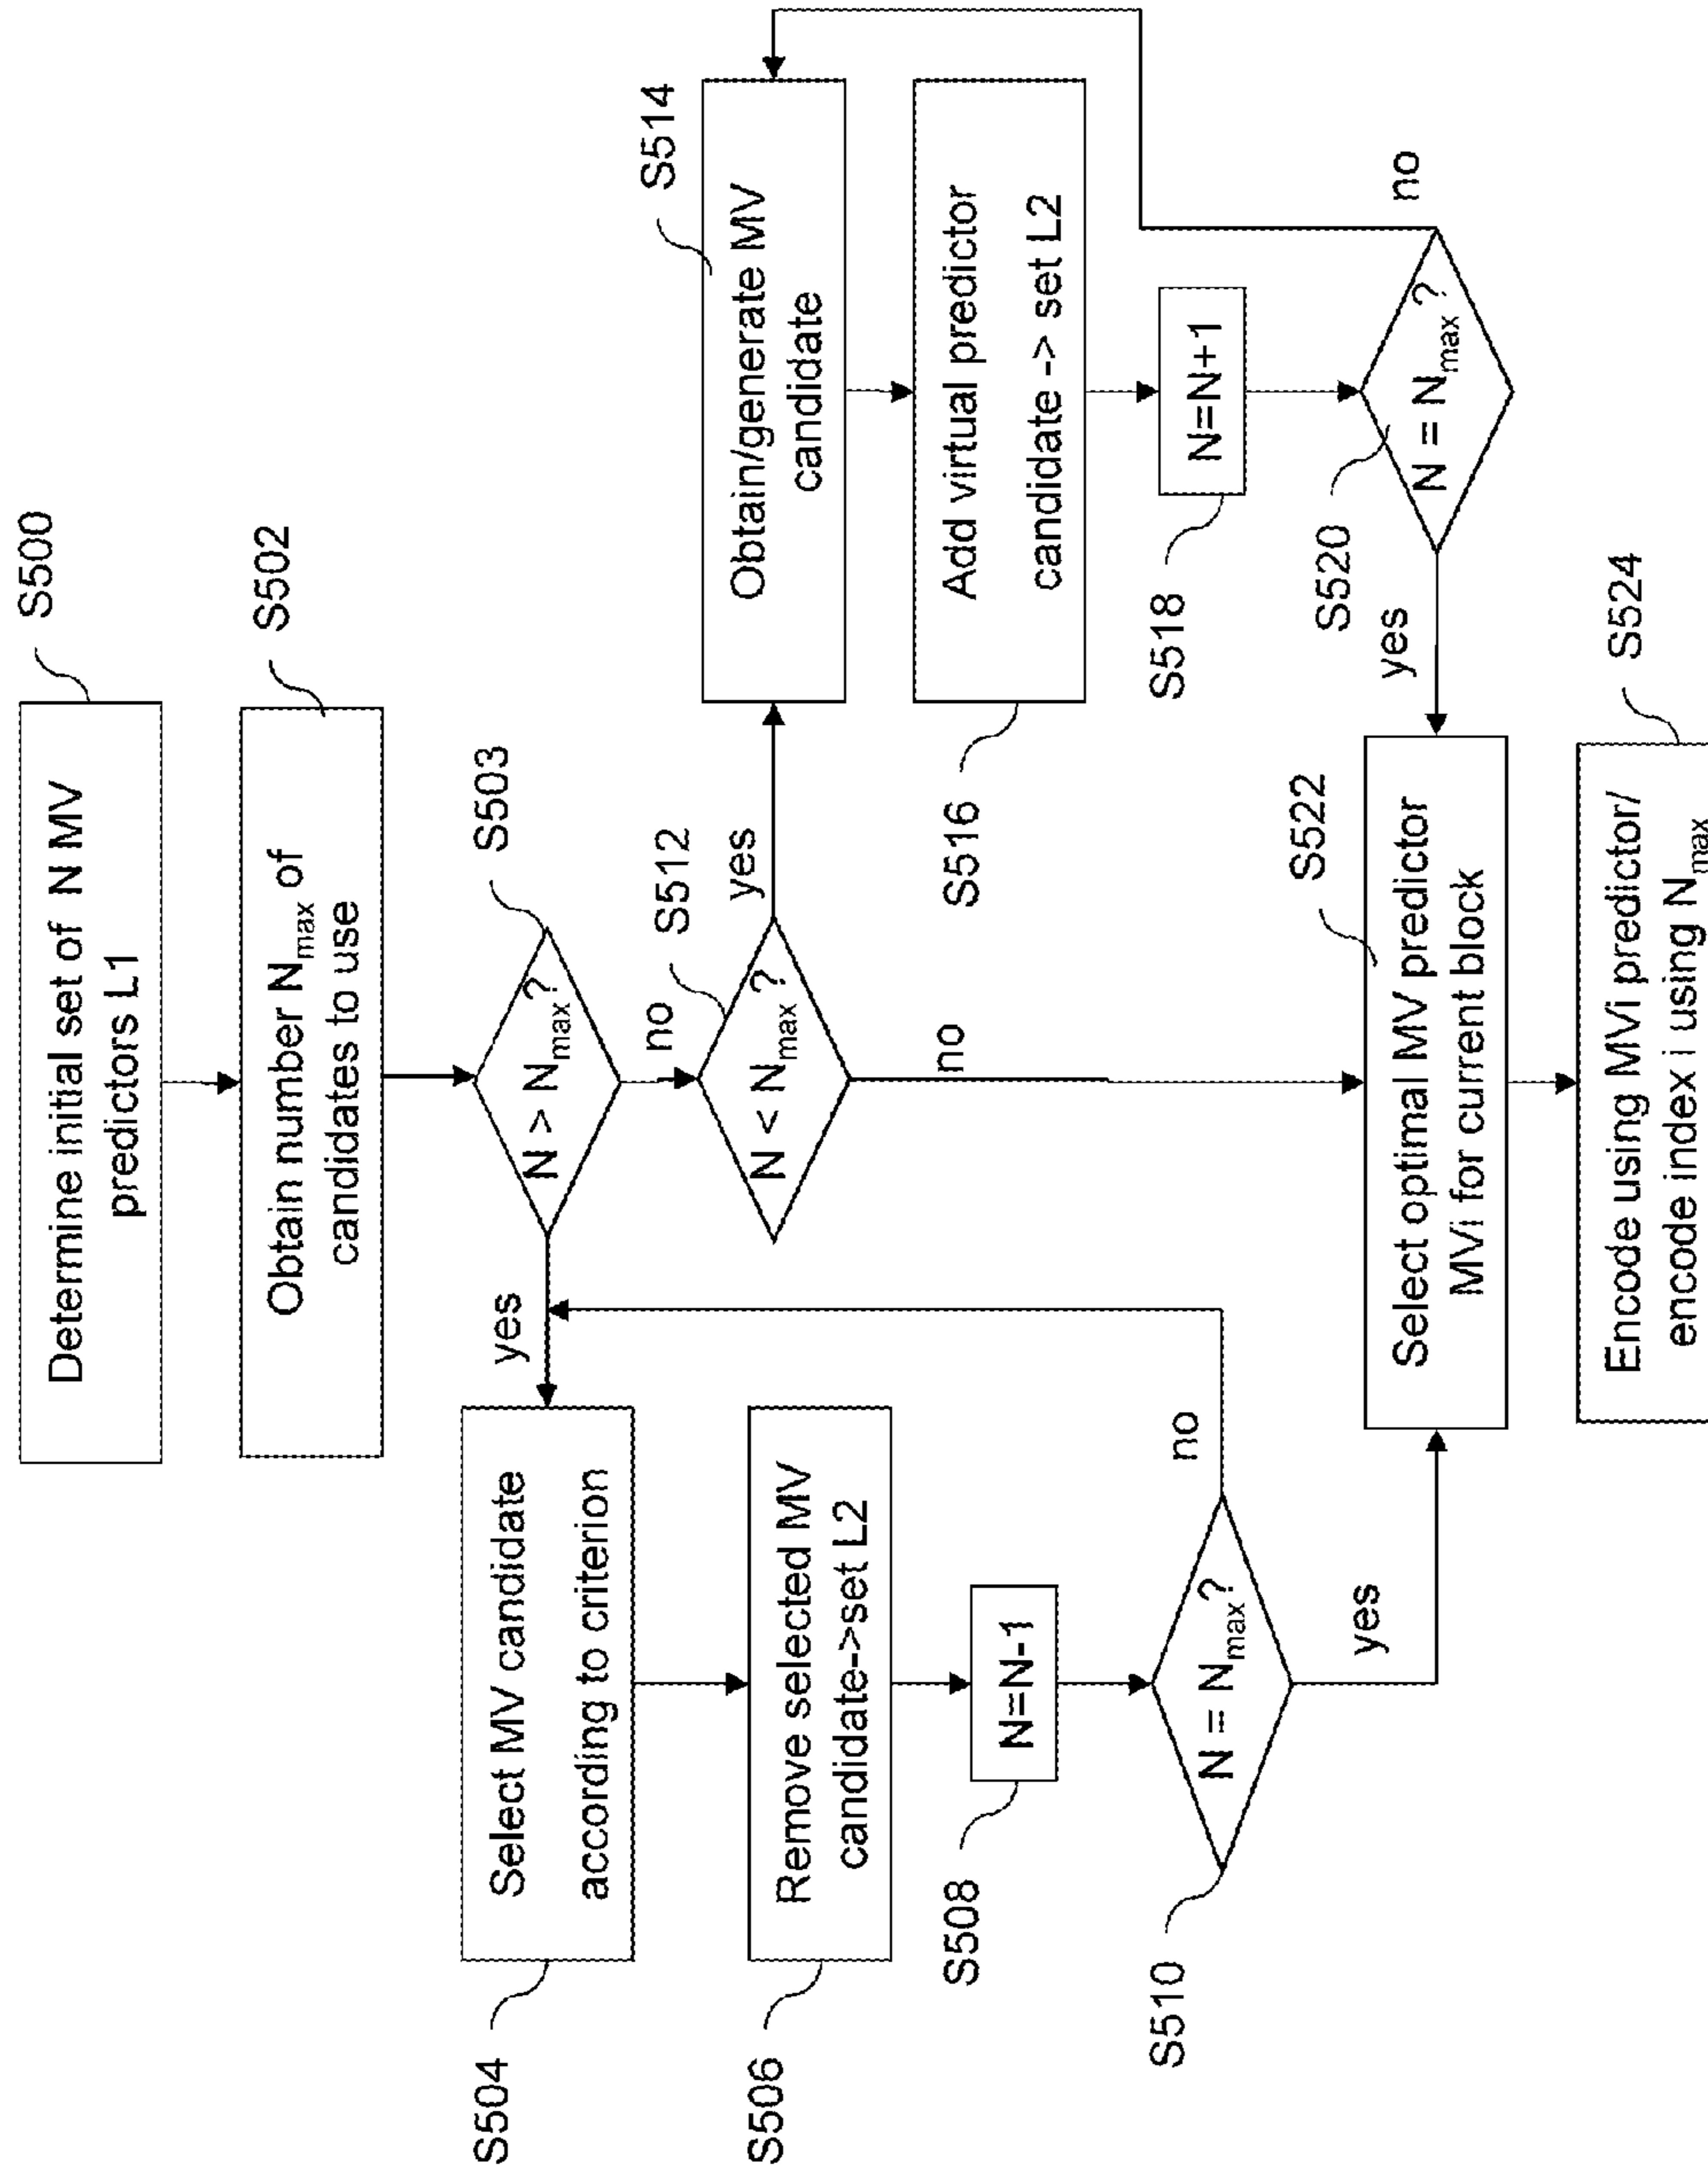 Determine initial set of N MV
predictors L1
S500
Obtain number Nmax of
candidates to use
S502
N > Nmax?
S503
yes
no
Select MV candidate
according to criterion
S504
Remove selected MV
candidate->set L2
S506
N=N-1
S508
N = Nmax?
S510
no
yes
N < Nmax?
S512
yes
no
Obtain/generate MV
candidate
S514
Add virtual predictor
candidate -> set L2
S516
N=N+1
S518
N = Nmax?
S520
no
yes
Select optimal MV predictor
MVi for current block
S522
Encode using MVi predictor/
encode index i using Nmax
S524